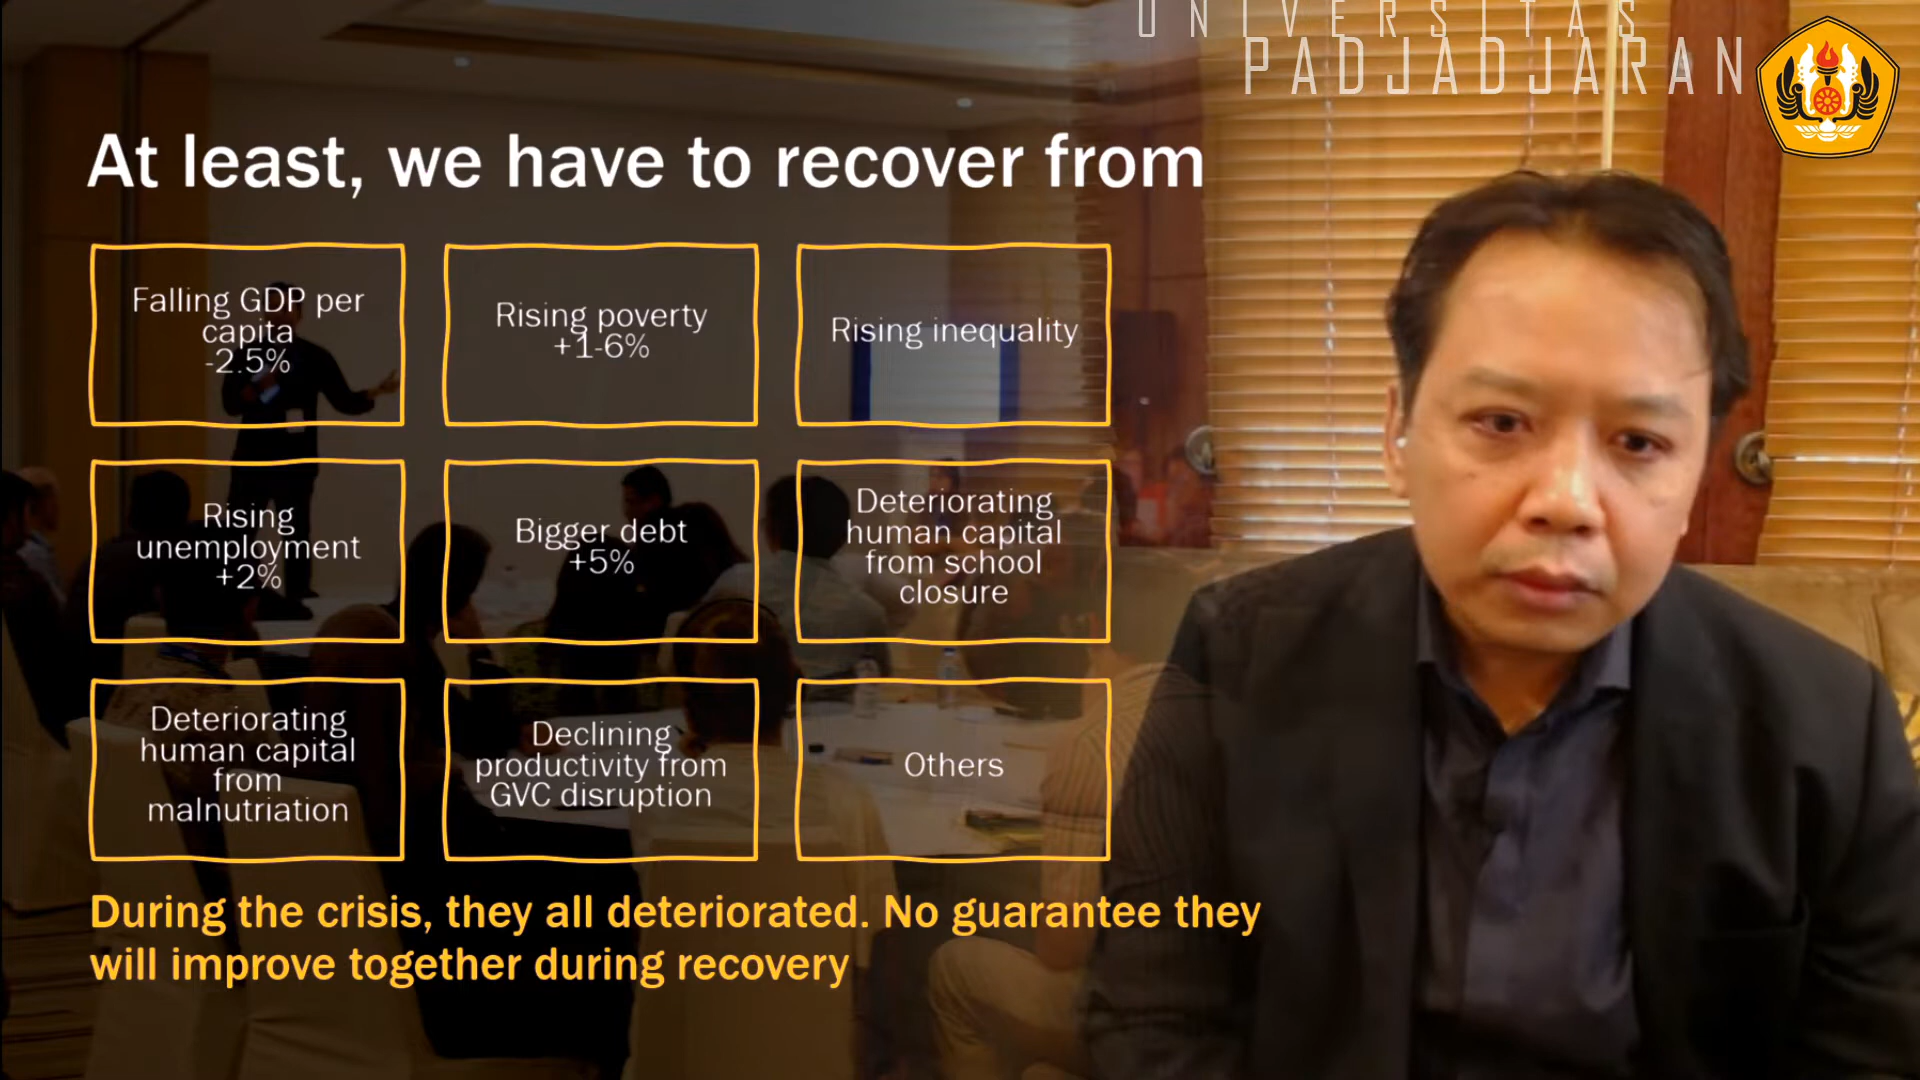 UNIVERSITAS
PADJADJARAN
At least, we have to recover from
Falling GDP per
capita
-2.5%
Rising poverty
+1-6%
Rising inequality
Rising
unemployment
+2%
Bigger debt
+5%
Deteriorating
human capital
from school
closure
Deteriorating
human capital
from
malnutriation
Declining
productivity from
GVC disruption
Others
During the crisis, they all deteriorated. No guarantee they
will improve together during recovery